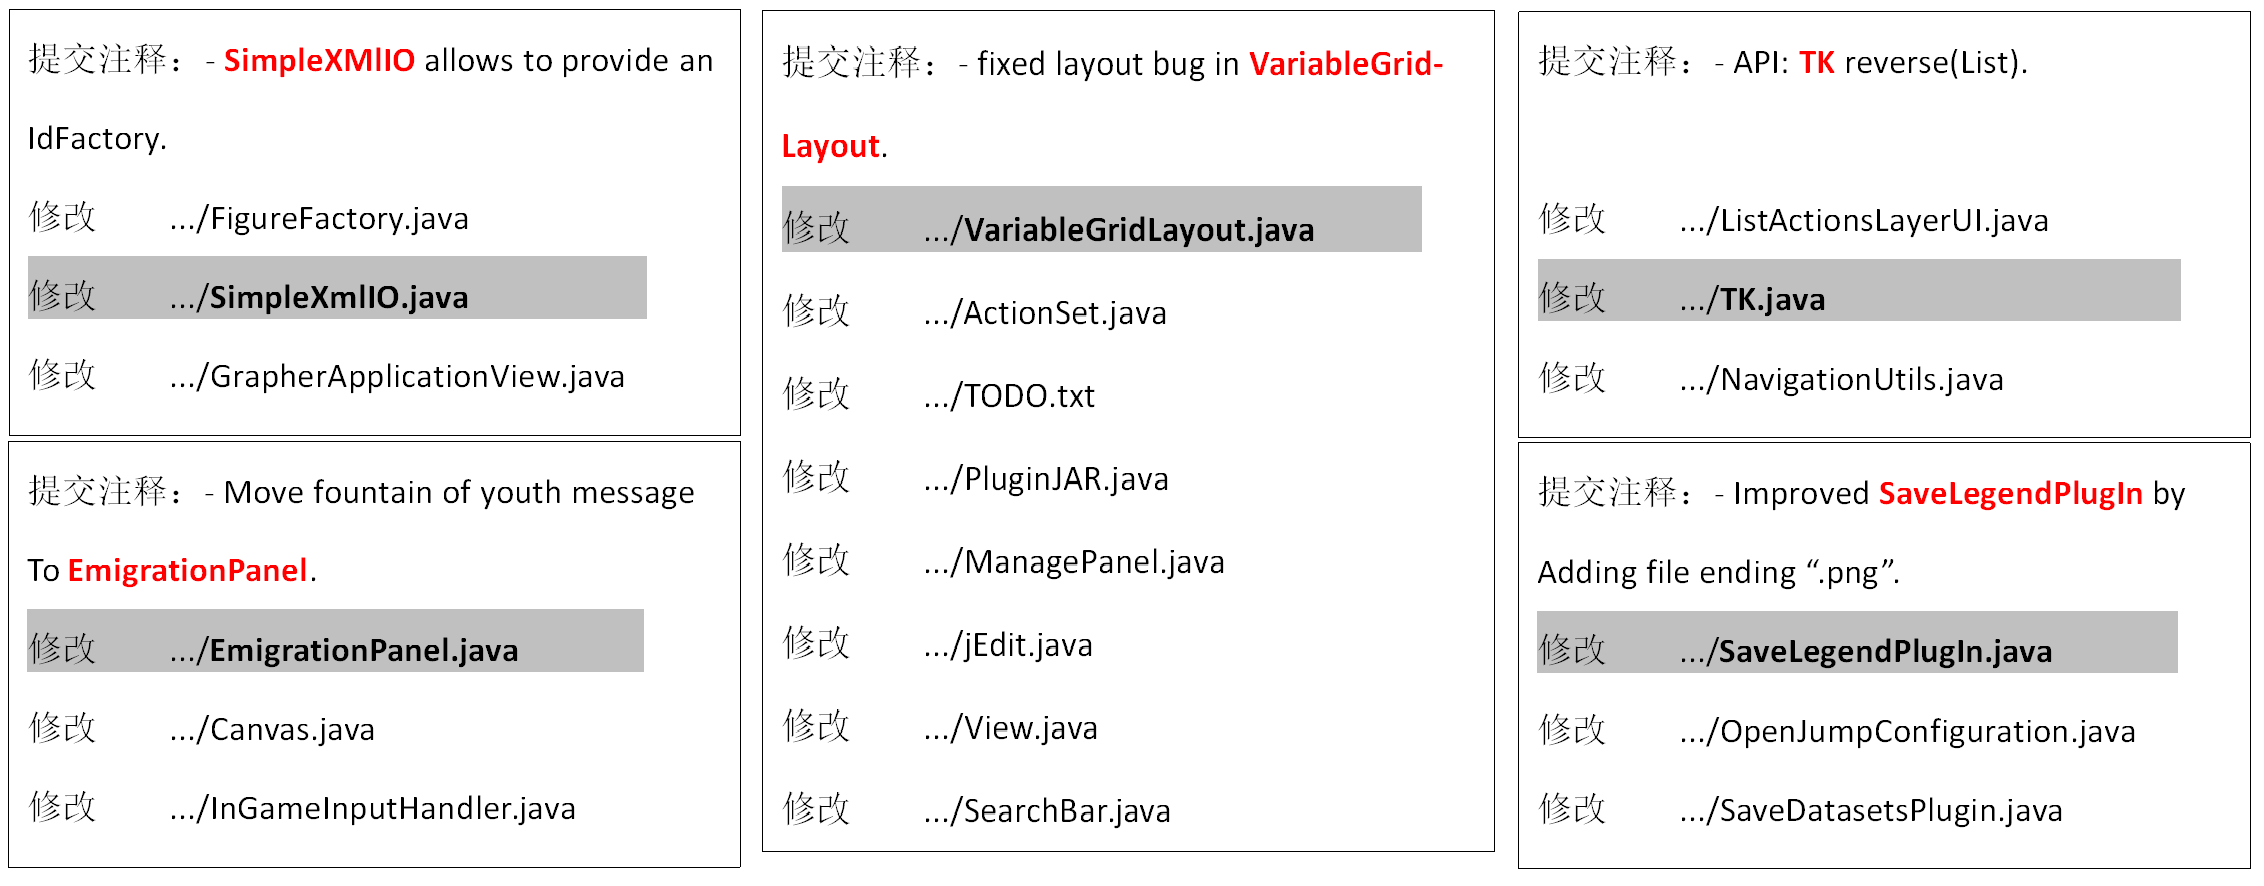 提交注释：- SimpleXMlIO allows to provide an
IdFactory.
修改 .../FigureFactory.java
修改 .../SimpleXmlIO.java
修改 .../GrapherApplicationView.java
提交注释：- Move fountain of youth message
To EmigrationPanel.
修改 .../EmigrationPanel.java
修改 .../Canvas.java
修改 .../InGameInputHandler.java
提交注释：- fixed layout bug in VariableGrid-
Layout.
修改 .../VariableGridLayout.java
修改 .../ActionSet.java
修改 .../TODO.txt
修改 .../PluginJAR.java
修改 .../ManagePanel.java
修改 .../jEdit.java
修改 .../View.java
修改 .../SearchBar.java
提交注释：- API: TK reverse(List).
修改 .../ListActionsLayerUI.java
修改 .../TK.java
修改 .../NavigationUtils.java
提交注释：- Improved SaveLegendPlugIn by
Adding file ending “.png”.
修改 .../SaveLegendPlugIn.java
修改 .../OpenJumpConfiguration.java
修改 .../SaveDatasetsPlugin.java